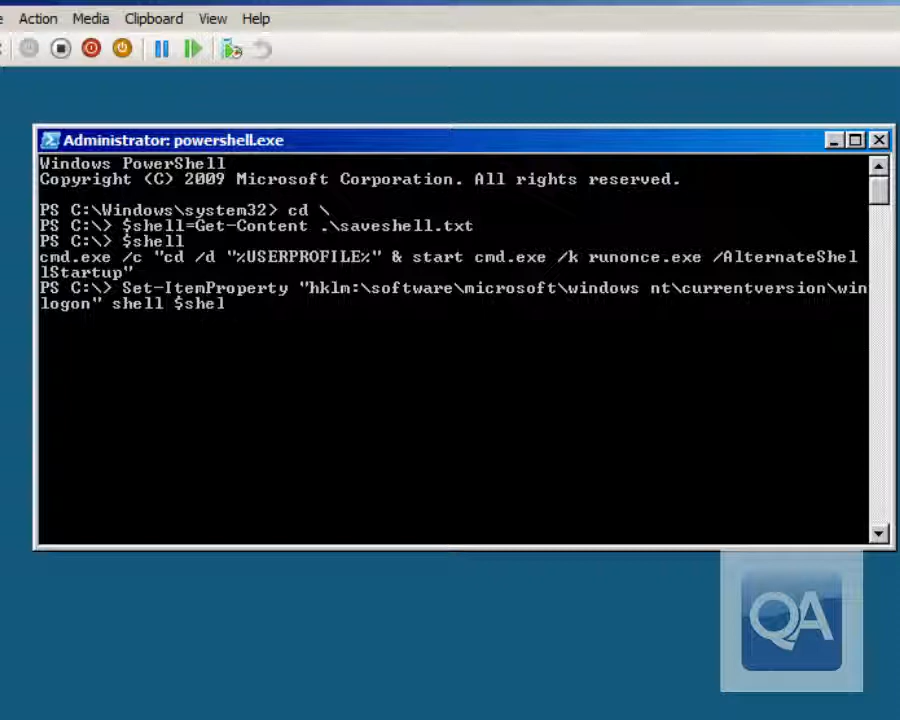 Action Media Clipboard View Help
Administrator: powershell.exe
Windows PowerShell
Copyright (C) 2009 Microsoft Corporation. All rights reserved.
PS C:\Windows\system32> cd \
PS C:\> $shell=Get-Content .\saveshell.txt
PS C:\> $shell
cmd.exe /c "cd /d "%USERPROFILE%" & start cmd.exe /k runonce.exe /AlternateShel
lStartup"
PS C:\> Set-ItemProperty "hklm:\software\microsoft\windows nt\currentversion\win
logon" shell $shel
QA